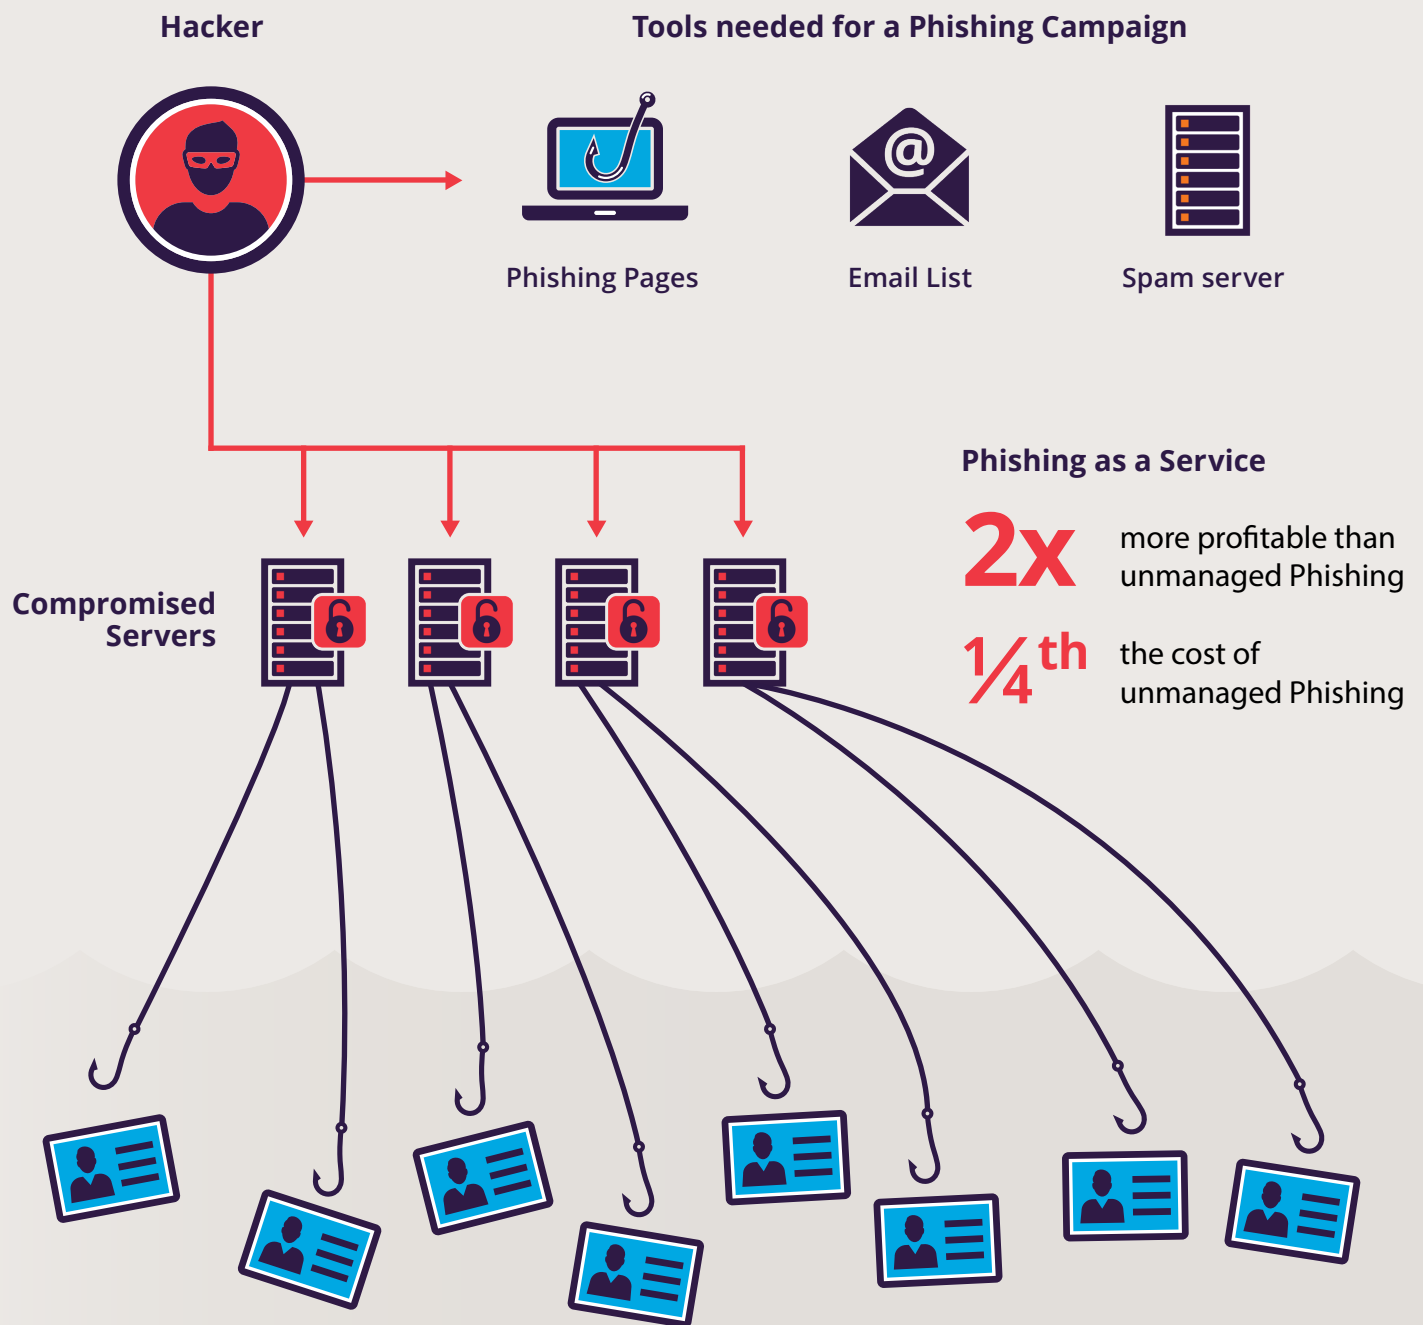 Hacker
Tools needed for a Phishing Campaign
@
Phishing Pages
Email List
Spam server
Phishing as a Service
2x
more profitable than
unmanaged Phishing
Compromised
Servers
¼th
the cost of
unmanaged Phishing